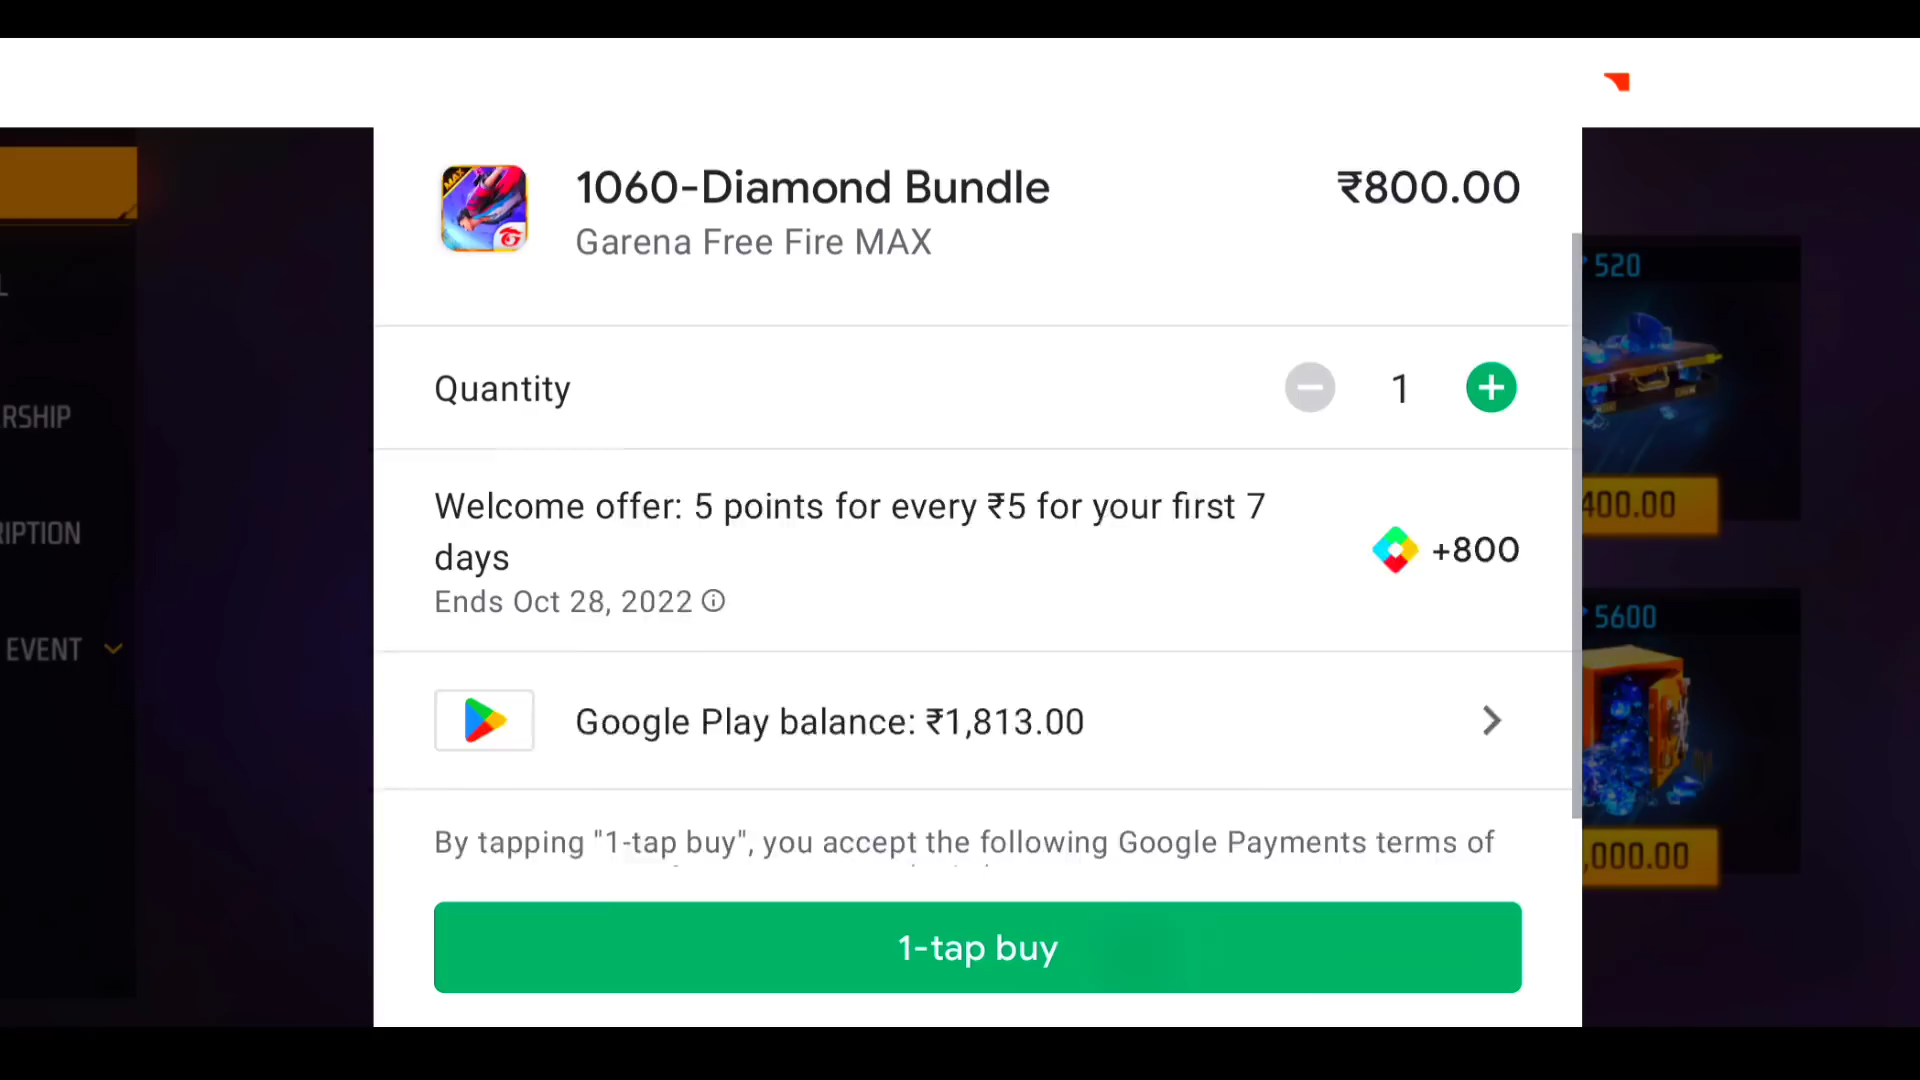 1060-Diamond Bundle
₹800.00
Garena Free Fire MAX
MAX
520
Quantity
1
RSHIP
Welcome offer: 5 points for every ₹5 for your first 7
days
+800
400.00
RIPTION
Ends Oct 28, 2022
5600
EVENT
Google Play balance: ₹1,813.00
By tapping "1-tap buy", you accept the following Google Payments terms of
,000.00
1-tap buy